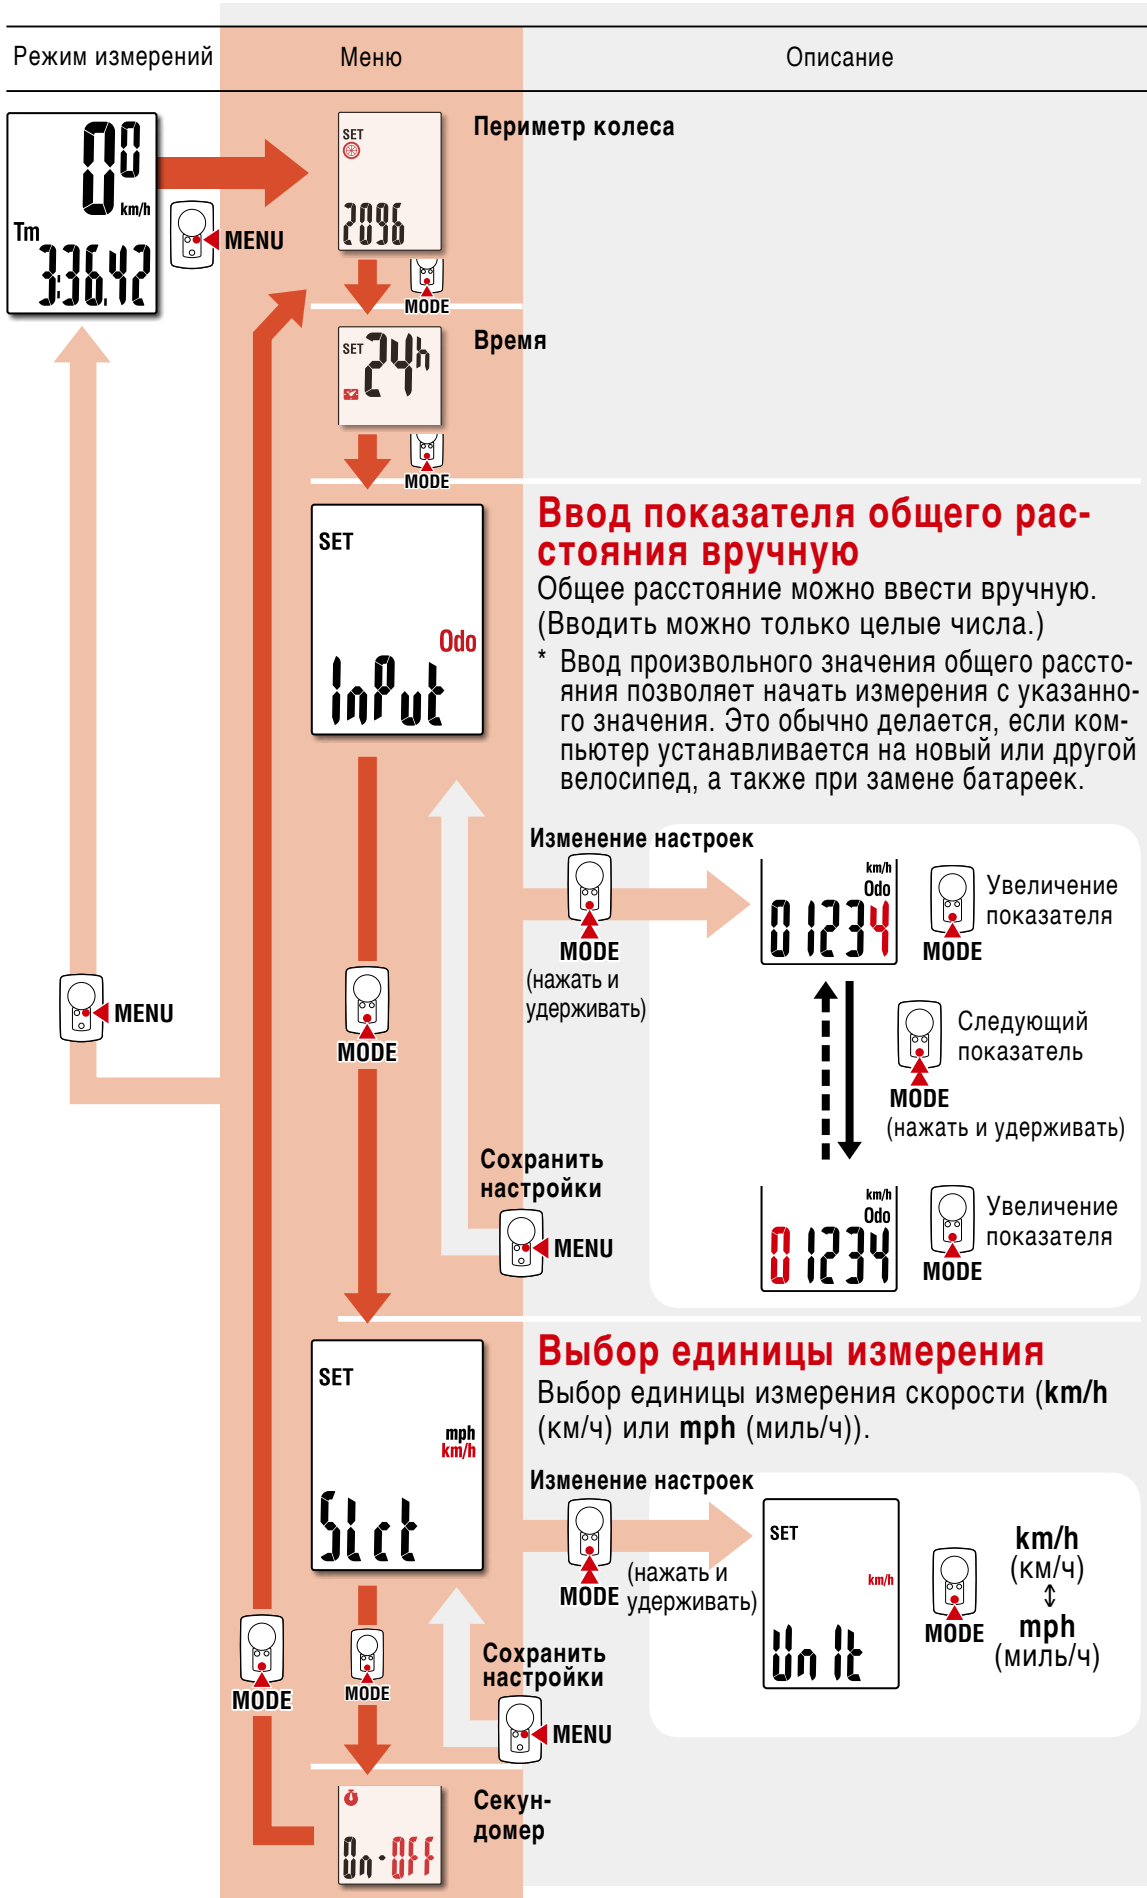 Режим измерений
Меню
Описание
0⁰
km/h
Tm
3:36.42
MENU
SET
2096
Периметр колеса
MODE
SET
24h
Время
MODE
SET
Odo
InPut
Ввод показателя общего рас-
стояния вручную
Общее расстояние можно ввести вручную.
(Вводить можно только целые числа.)
* Ввод произвольного значения общего рассто-
яния позволяет начать измерения с указанно-
го значения. Это обычно делается, если ком-
пьютер устанавливается на новый или другой
велосипед, а также при замене батареек.
Изменение настроек
MODE
(нажать и
удерживать)
km/h
Odo
01234
MODE
Увеличение
показателя
MENU
MODE
Следующий
показатель
MODE
(нажать и удерживать)
Сохранить
настройки
MENU
km/h
Odo
01234
MODE
Увеличение
показателя
SET
mph
km/h
Slct
Выбор единицы измерения
Выбор единицы измерения скорости (km/h
(км/ч) или mph (миль/ч)).
Изменение настроек
MODE
(нажать и
удерживать)
SET
km/h
UnIt
MODE
km/h
(км/ч)
⇕
mph
(миль/ч)
MODE
MODE
Сохранить
настройки
MENU
On-OFF
Секун-
домер